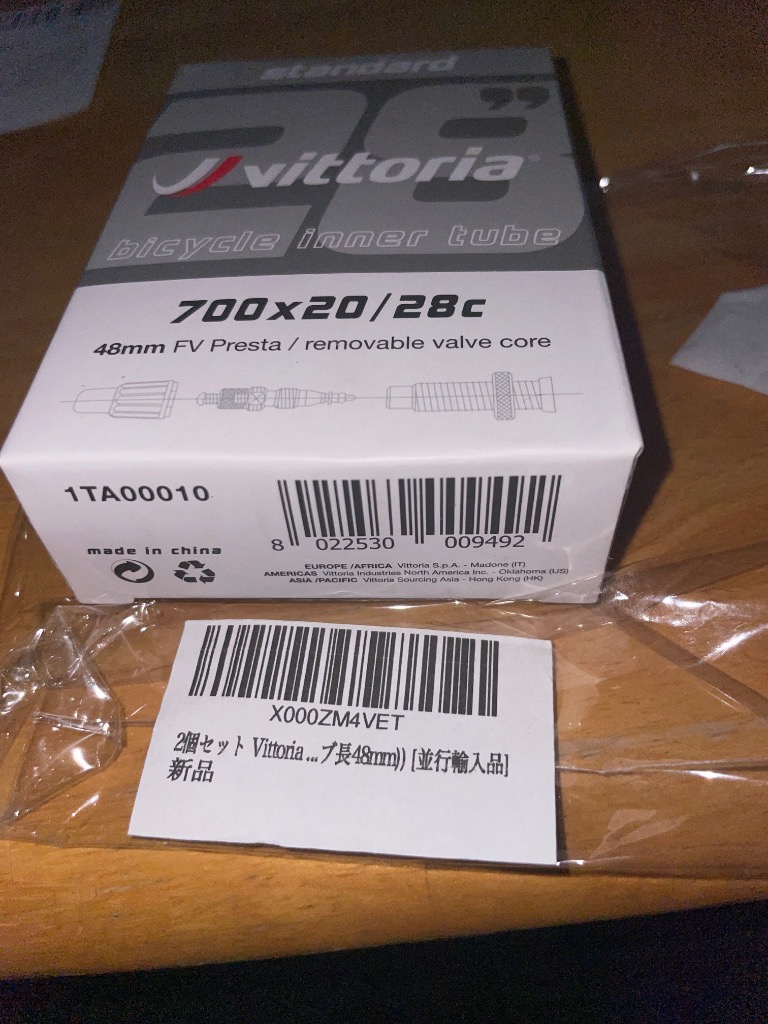 standard
28"
vittoria
bicycle inner tube
700x20/28c
48mm FV Presta / removable valve core
1TA00010
made in china
8 022530 009492
EUROPE /AFRICA Vittoria S.p.A. - Madone (IT)
AMERICAS Vittoria Industries North America Inc. - Oklahoma (US)
ASIA /PACIFIC Vittoria Sourcing Asia - Hong Kong (HK)
X000ZM4VET
2個セット Vittoria ...ブ長48mm)) [並行輸入品]
新品